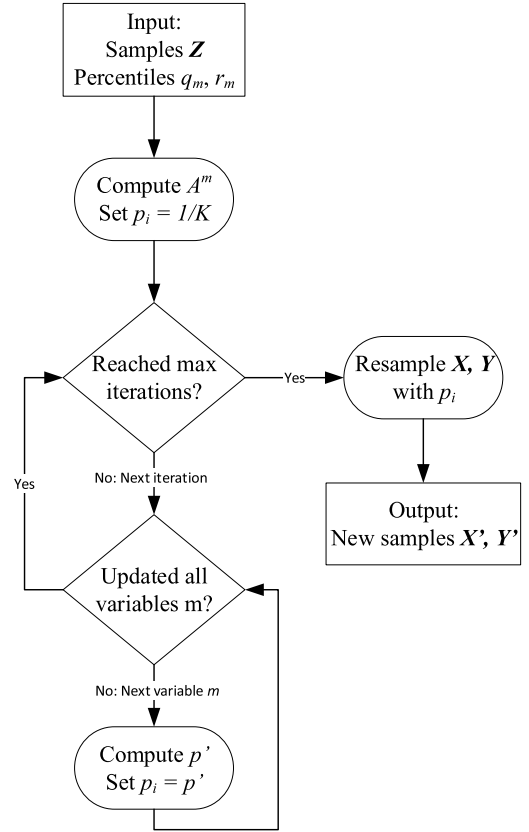 Input:
Samples Z
Percentiles qm, rm
Compute A^m
Set pi = 1/K
Reached max
iterations?
Yes
Resample X, Y
with pi
No: Next iteration
Yes
Output:
New samples X’, Y’
Updated all
variables m?
No: Next variable m
Compute p’
Set pi = p’